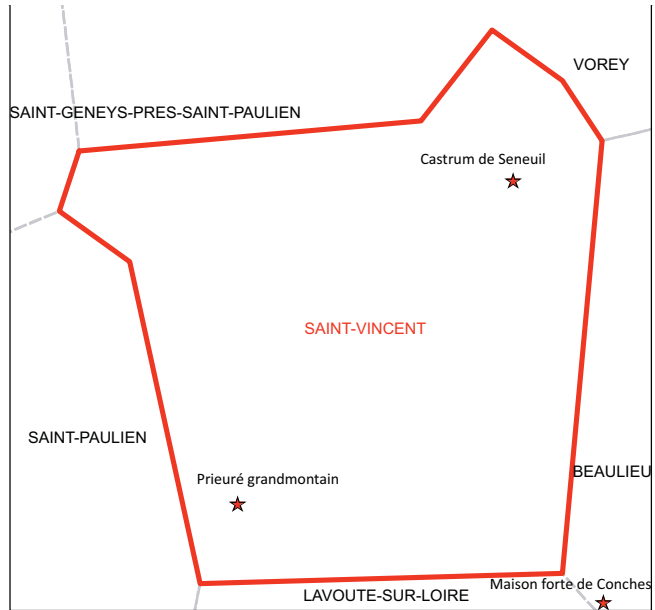 VOREY
SAINT-GENEYS-PRES-SAINT-PAULIEN
Castrum de Seneuil
SAINT-VINCENT
SAINT-PAULIEN
BEAULIEU
Prieuré grandmontain
Maison forte de Conches
LAVOUTE-SUR-LOIRE